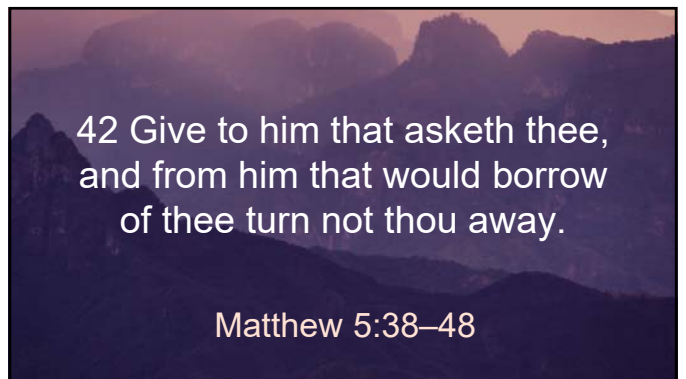 42 Give to him that asketh thee,
and from him that would borrow
of thee turn not thou away.
Matthew 5:38–48